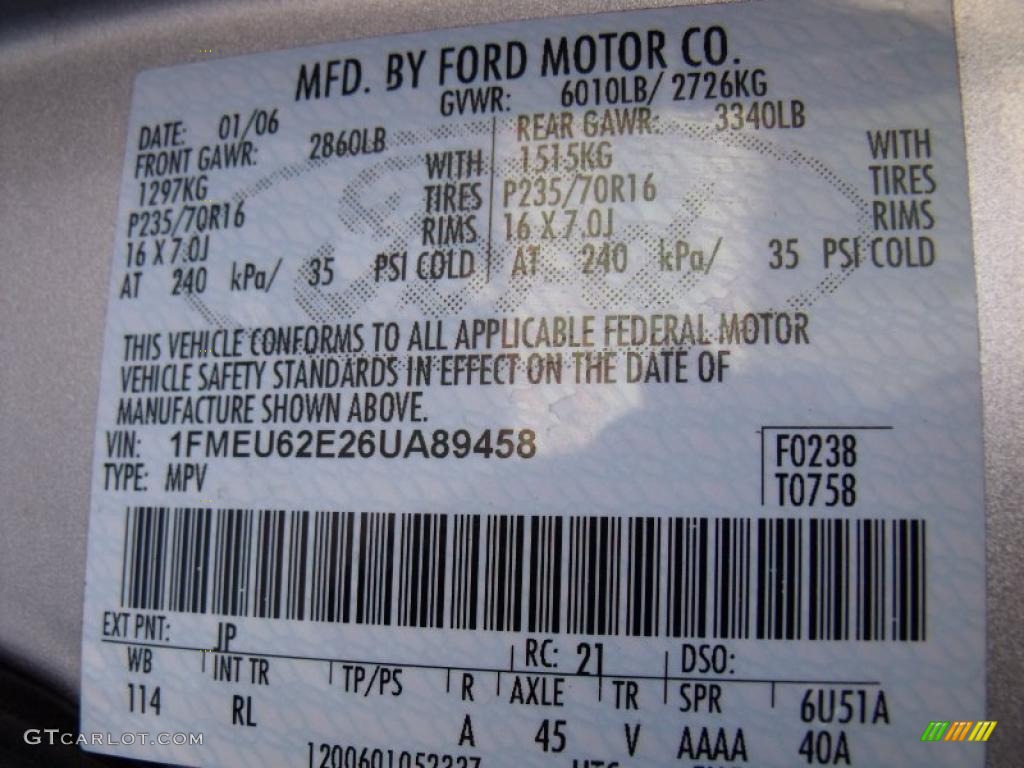 MFD. BY FORD MOTOR CO.
DATE: 01/06 GVWR: 6010LB/ 2726KG
FRONT GAWR: 2860LB REAR GAWR: 3340LB
1297KG WITH 1515KG WITH
P235/70R16 TIRES P235/70R16 TIRES
16 X 7.0J RIMS 16 X 7.0J RIMS
AT 240 kPa/ 35 PSI COLD AT 240 kPa/ 35 PSI COLD
THIS VEHICLE CONFORMS TO ALL APPLICABLE FEDERAL MOTOR
VEHICLE SAFETY STANDARDS IN EFFECT ON THE DATE OF
MANUFACTURE SHOWN ABOVE.
VIN: 1FMEU62E26UA89458 F0238
TYPE: MPV T0758
EXT PNT: JP RC: 21 DSO:
WB INT TR TP/PS R AXLE TR SPR 6U51A
114 RL A 45 V AAAA 40A
GTcarlot.com